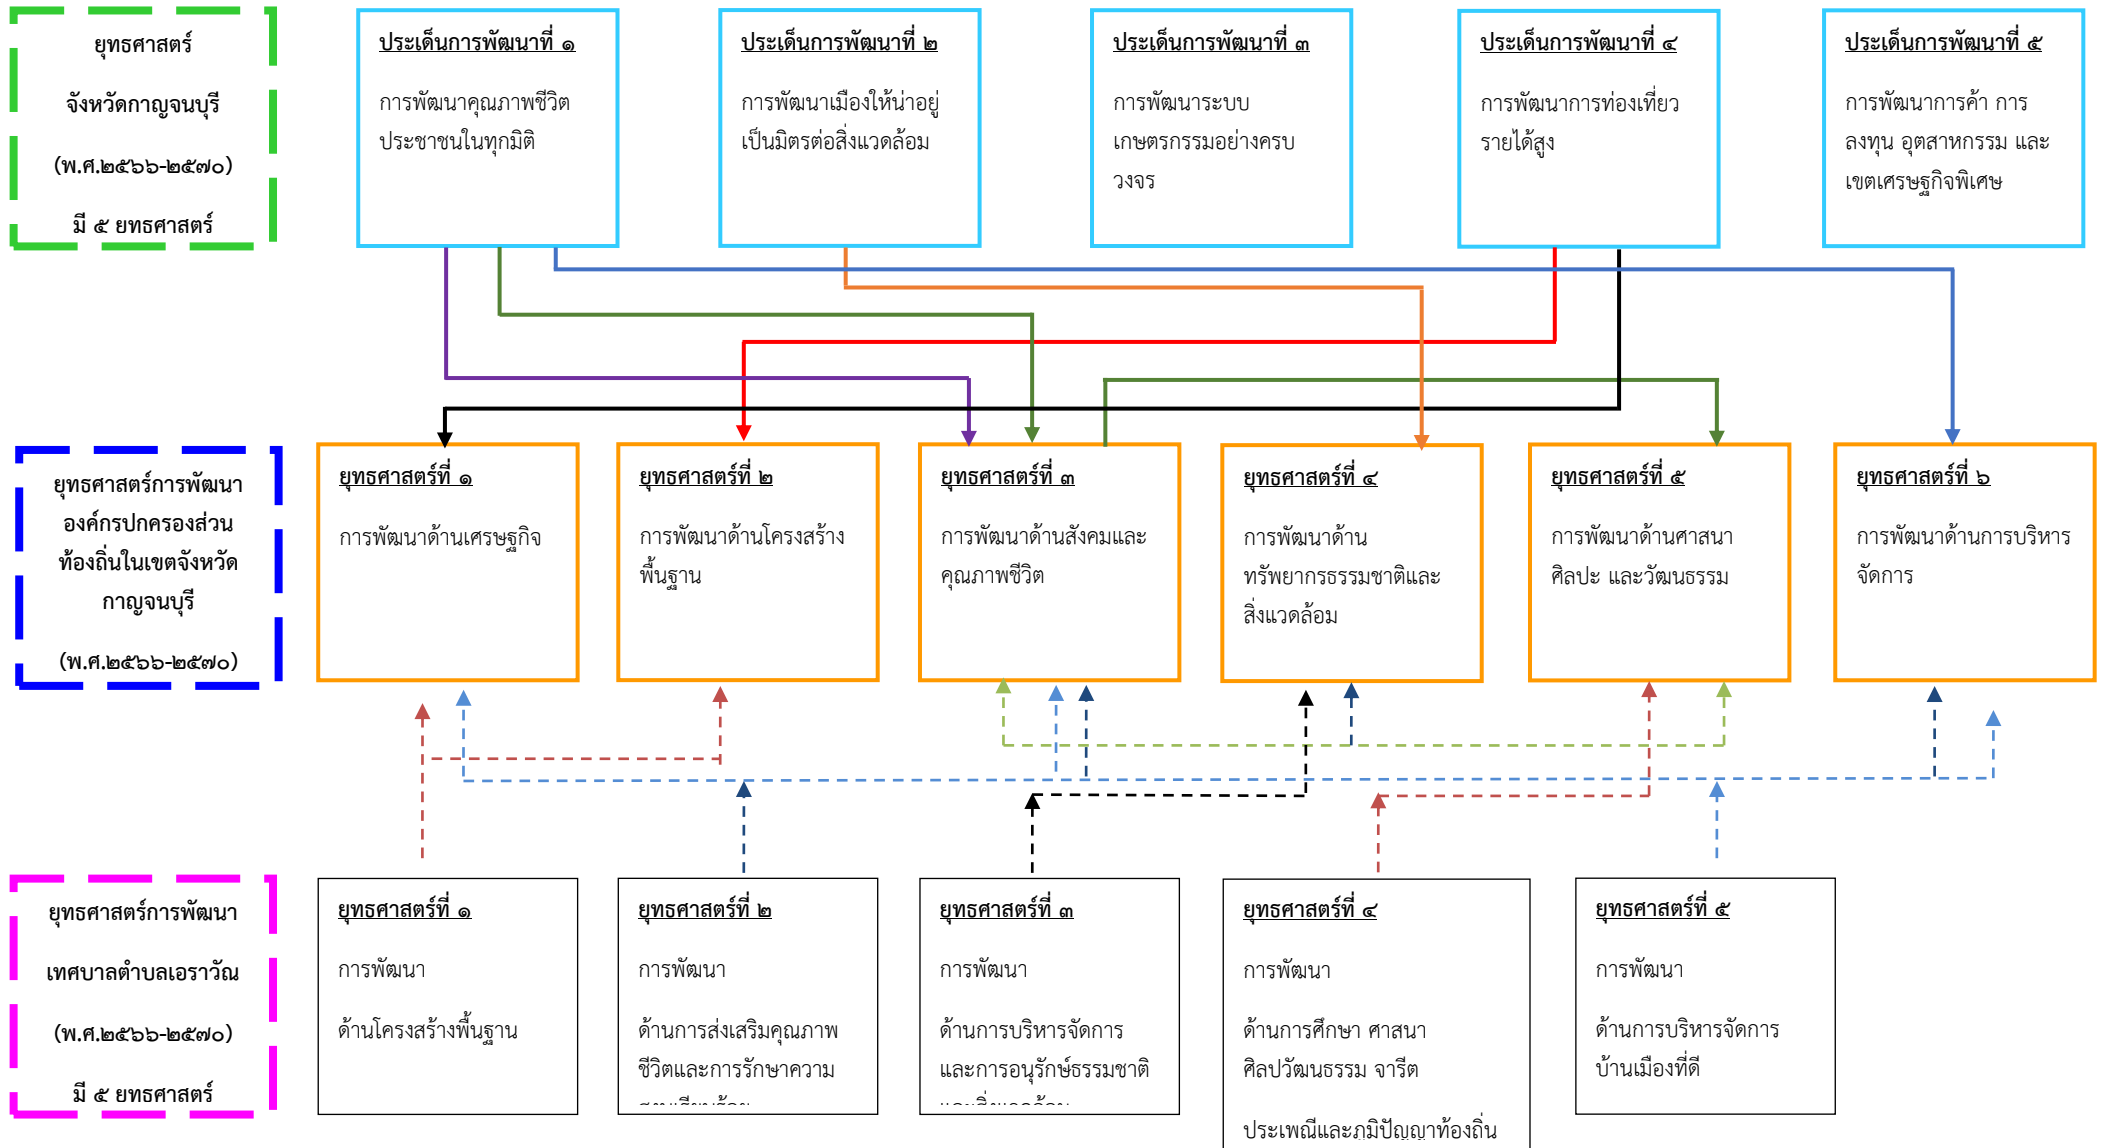 ยุทธศาสตร์
จังหวัดกาญจนบุรี
(พ.ศ.๒๕๖๖-๒๕๗๐)
มี ๕ ยุทธศาสตร์
ประเด็นการพัฒนาที่ ๑
การพัฒนาคุณภาพชีวิต
ประชาชนในทุกมิติ
ประเด็นการพัฒนาที่ ๒
การพัฒนาเมืองให้น่าอยู่
เป็นมิตรต่อสิ่งแวดล้อม
ประเด็นการพัฒนาที่ ๓
การพัฒนาระบบ
เกษตรกรรมอย่างครบ
วงจร
ประเด็นการพัฒนาที่ ๔
การพัฒนาการท่องเที่ยว
รายได้สูง
ประเด็นการพัฒนาที่ ๕
การพัฒนาการค้า การ
ลงทุน อุตสาหกรรม และ
เขตเศรษฐกิจพิเศษ
ยุทธศาสตร์การพัฒนา
องค์กรปกครองส่วน
ท้องถิ่นในเขตจังหวัด
กาญจนบุรี
(พ.ศ.๒๕๖๖-๒๕๗๐)
ยุทธศาสตร์ที่ ๑
การพัฒนาด้านเศรษฐกิจ
ยุทธศาสตร์ที่ ๒
การพัฒนาด้านโครงสร้าง
พื้นฐาน
ยุทธศาสตร์ที่ ๓
การพัฒนาด้านสังคมและ
คุณภาพชีวิต
ยุทธศาสตร์ที่ ๔
การพัฒนาด้าน
ทรัพยากรธรรมชาติและ
สิ่งแวดล้อม
ยุทธศาสตร์ที่ ๕
การพัฒนาด้านศาสนา
ศิลปะ และวัฒนธรรม
ยุทธศาสตร์ที่ ๖
การพัฒนาด้านการบริหาร
จัดการ
ยุทธศาสตร์การพัฒนา
เทศบาลตำบลเอราวัณ
(พ.ศ.๒๕๖๖-๒๕๗๐)
มี ๕ ยุทธศาสตร์
ยุทธศาสตร์ที่ ๑
การพัฒนา
ด้านโครงสร้างพื้นฐาน
ยุทธศาสตร์ที่ ๒
การพัฒนา
ด้านการส่งเสริมคุณภาพ
ชีวิตและการรักษาความ
ยุทธศาสตร์ที่ ๓
การพัฒนา
ด้านการบริหารจัดการ
และการอนุรักษ์ธรรมชาติ
ยุทธศาสตร์ที่ ๔
การพัฒนา
ด้านการศึกษา ศาสนา
ศิลปวัฒนธรรม จารีต
ประเพณีและภูมิปัญญาท้องถิ่น
ยุทธศาสตร์ที่ ๕
การพัฒนา
ด้านการบริหารจัดการ
บ้านเมืองที่ดี